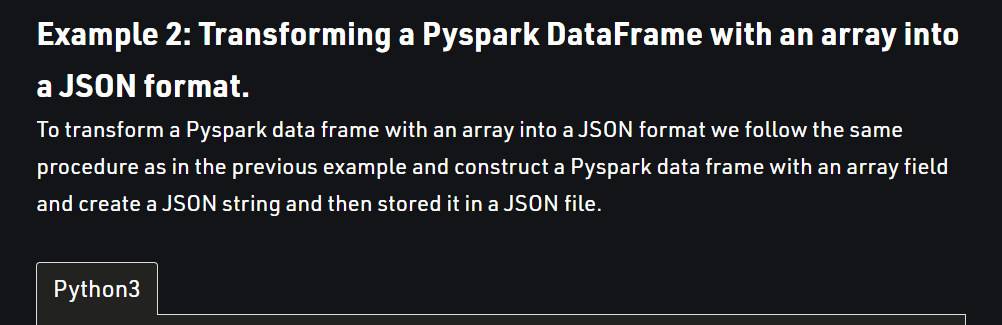 Example 2: Transforming a Pyspark DataFrame with an array into
a JSON format.
To transform a Pyspark data frame with an array into a JSON format we follow the same
procedure as in the previous example and construct a Pyspark data frame with an array field
and create a JSON string and then stored it in a JSON file.
Python3